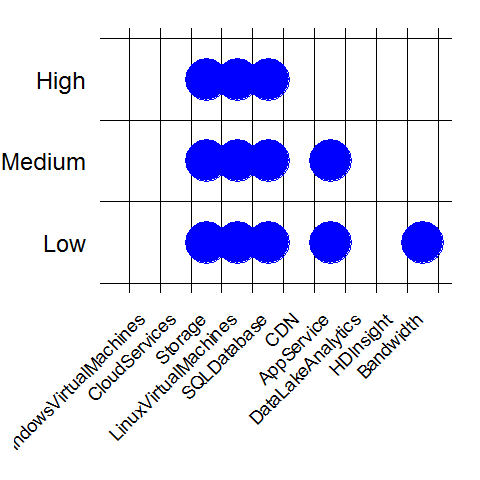 High
Medium
Low
ndowsVirtualMachines
CloudServices
Storage
LinuxVirtualMachines
SQLDatabase
CDN
AppService
DataLakeAnalytics
HDInsight
Bandwidth